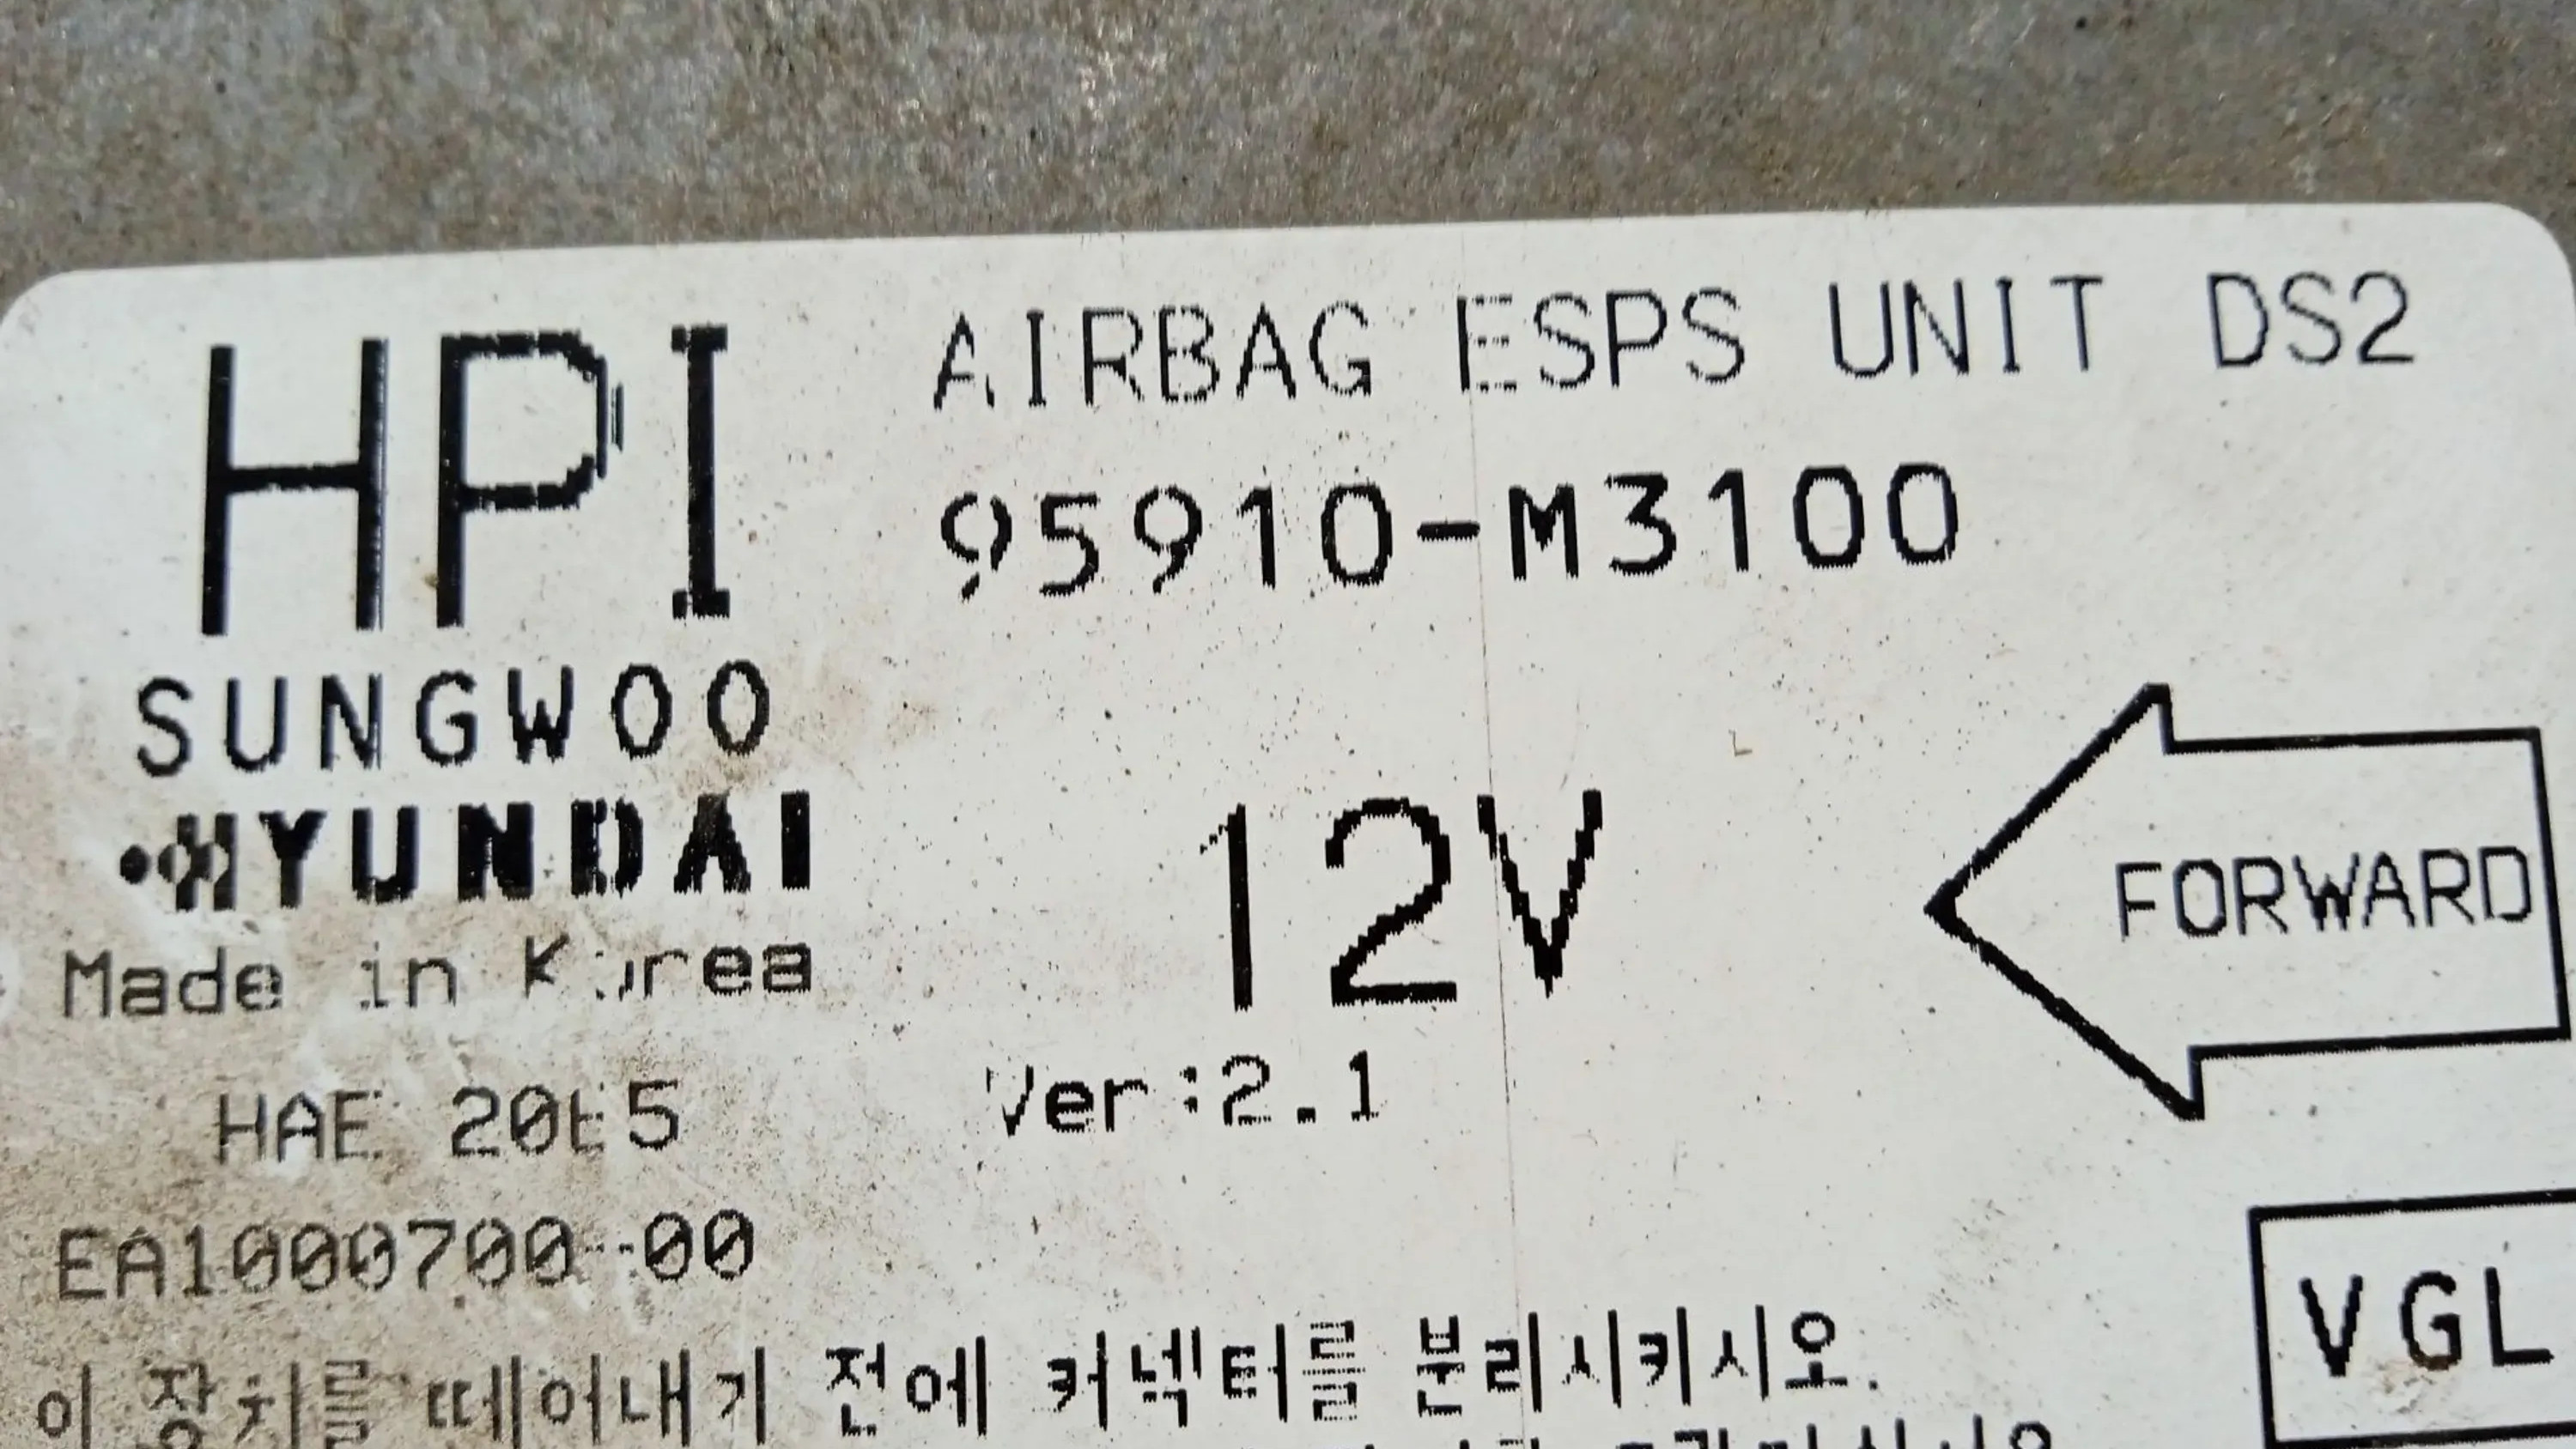 HPI AIRBAG ESPS UNIT DS2
95910-M3100
SUNGWOO
HYUNDAI
12V
FORWARD
Made in Korea
Ver:2.1
HAE
EA1000700-00
VGL
이 장치를 떼어내기 전에 커넥터를 분리시키시오.